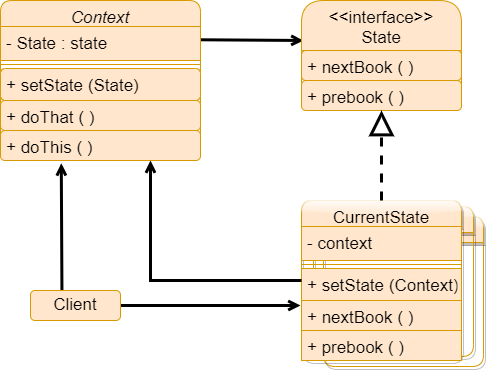 Context
- State : state
+ setState (State)
+ doThat ( )
+ doThis ( )
<<interface>>
State
+ nextBook ( )
+ prebook ( )
CurrentState
- context
+ setState (Context)
+ nextBook ( )
+ prebook ( )
Client